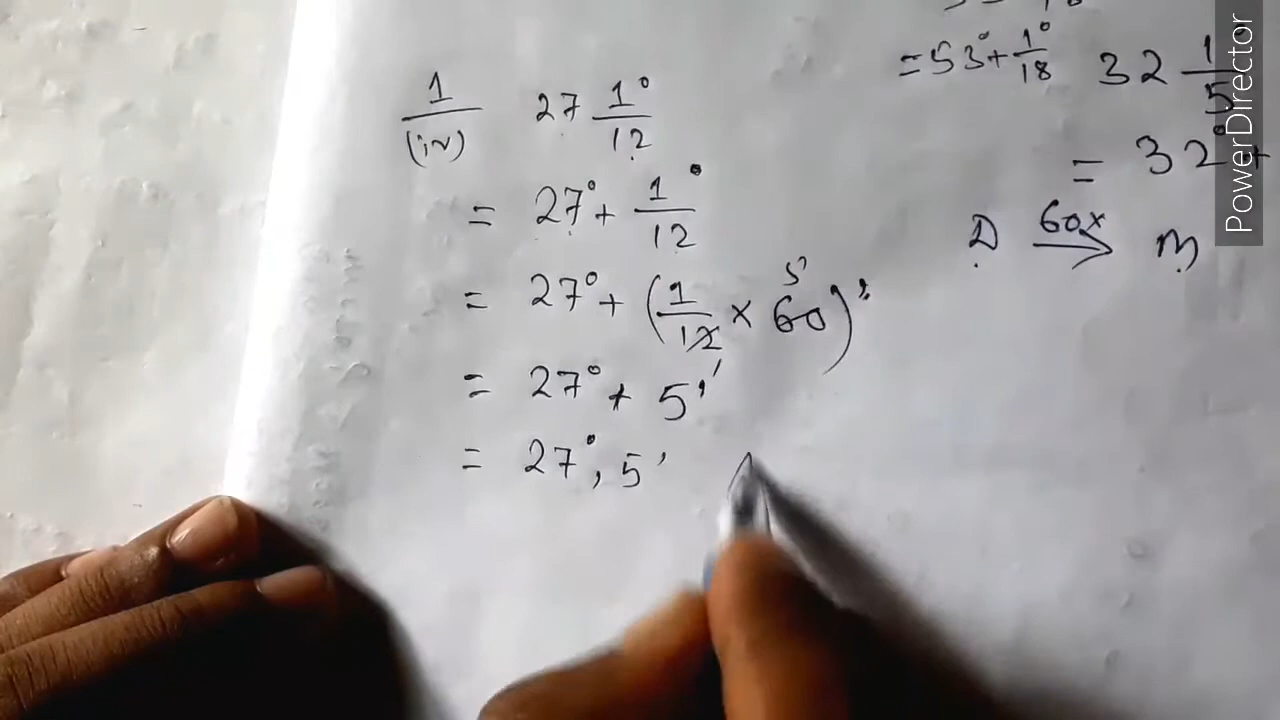 1/(iv) 27 1°/12
= 27° + 1°/12
= 27° + (1/12 × 60)' 5'
= 27° + 5'
= 27°, 5'
= 53° + 1°/18
32 1/5
= 32° +
D 60× → m
PowerDirector